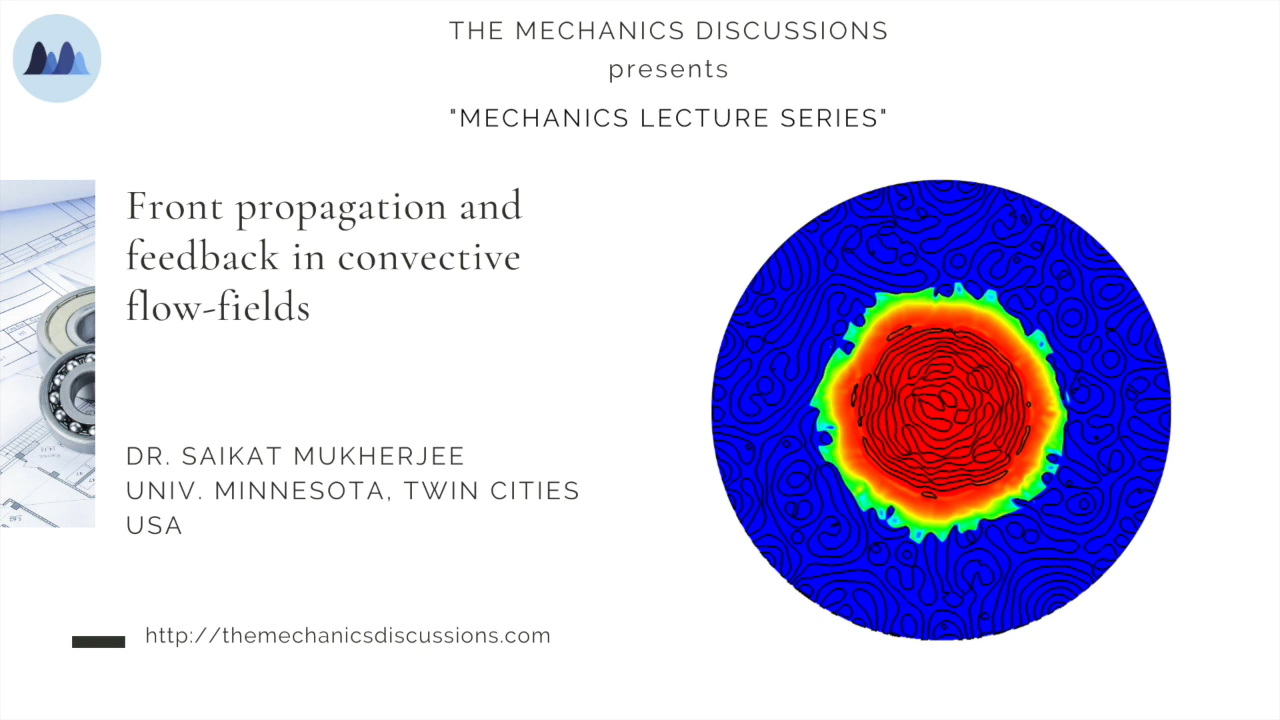 THE MECHANICS DISCUSSIONS
presents
"MECHANICS LECTURE SERIES"
Front propagation and
feedback in convective
flow-fields
DR. SAIKAT MUKHERJEE
UNIV. MINNESOTA, TWIN CITIES
USA
http://themechanicsdiscussions.com